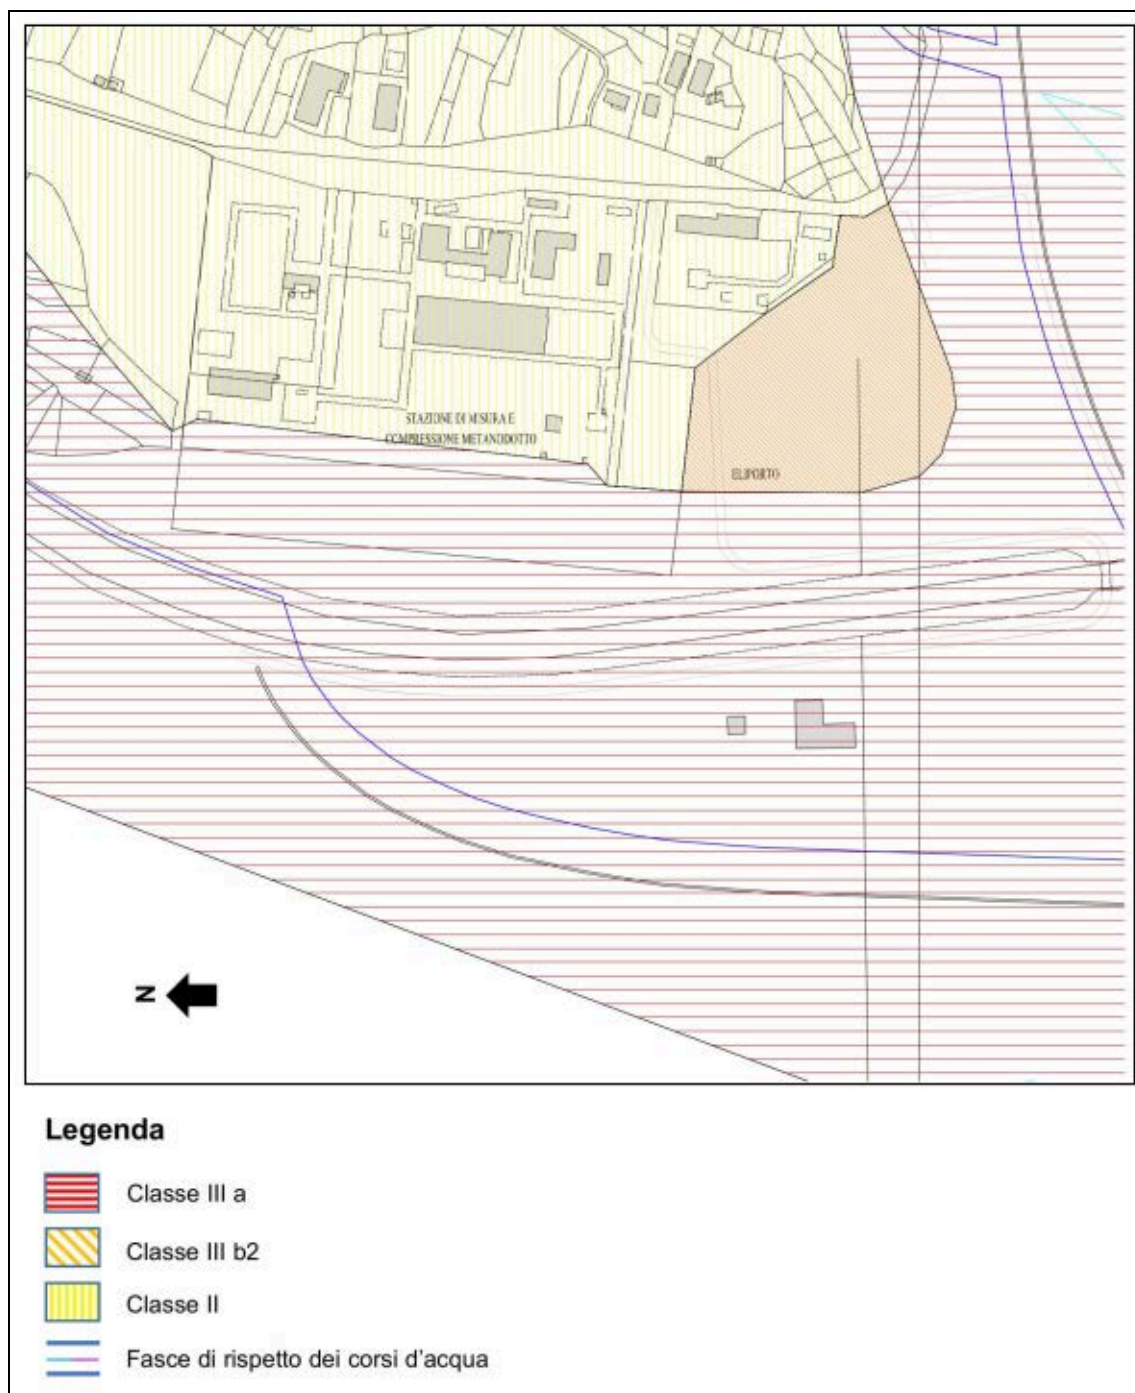 STAZIONE DI MISURA E
COMPRESSIONE METANODOTTO
ELIPORTO
N
Legenda
Classe III a
Classe III b2
Classe II
Fasce di rispetto dei corsi d'acqua